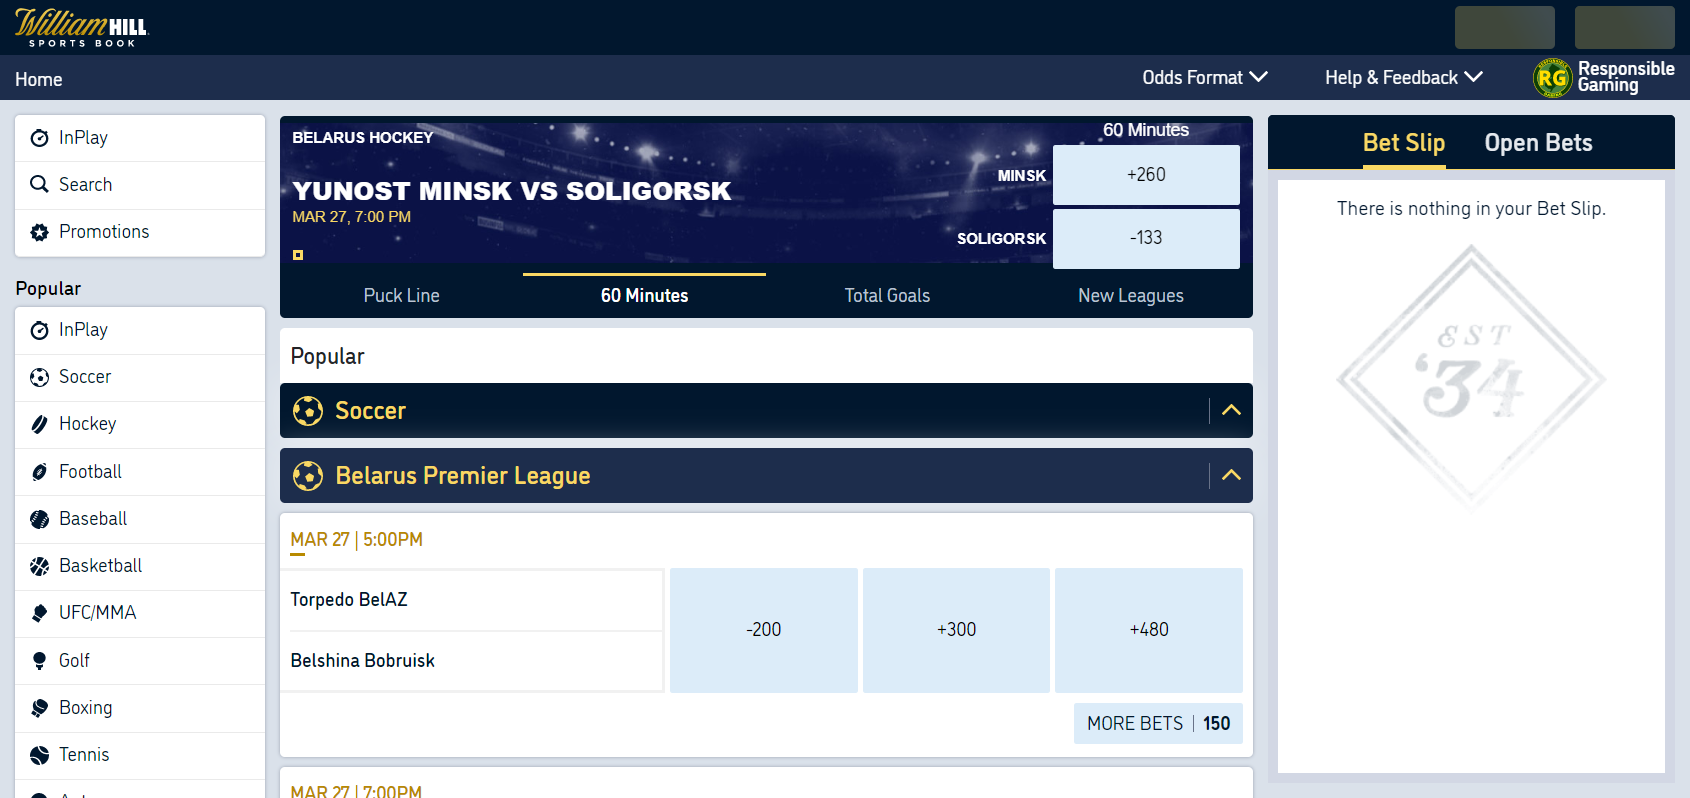 William HILL
SPORTS BOOK
Home
Odds Format
Help & Feedback
RG
Responsible
Gaming
InPlay
Search
Promotions
Popular
InPlay
Soccer
Hockey
Football
Baseball
Basketball
UFC/MMA
Golf
Boxing
Tennis
BELARUS HOCKEY
YUNOST MINSK VS SOLIGORSK
MAR 27, 7:00 PM
60 Minutes
MINSK +260
SOLIGORSK -133
Puck Line
60 Minutes
Total Goals
New Leagues
Popular
Soccer
Belarus Premier League
MAR 27 | 5:00PM
Torpedo BelAZ
Belshina Bobruisk
-200
+300
+480
MORE BETS | 150
MAR 27 | 7:00PM
Bet Slip
Open Bets
There is nothing in your Bet Slip.
EST
'34